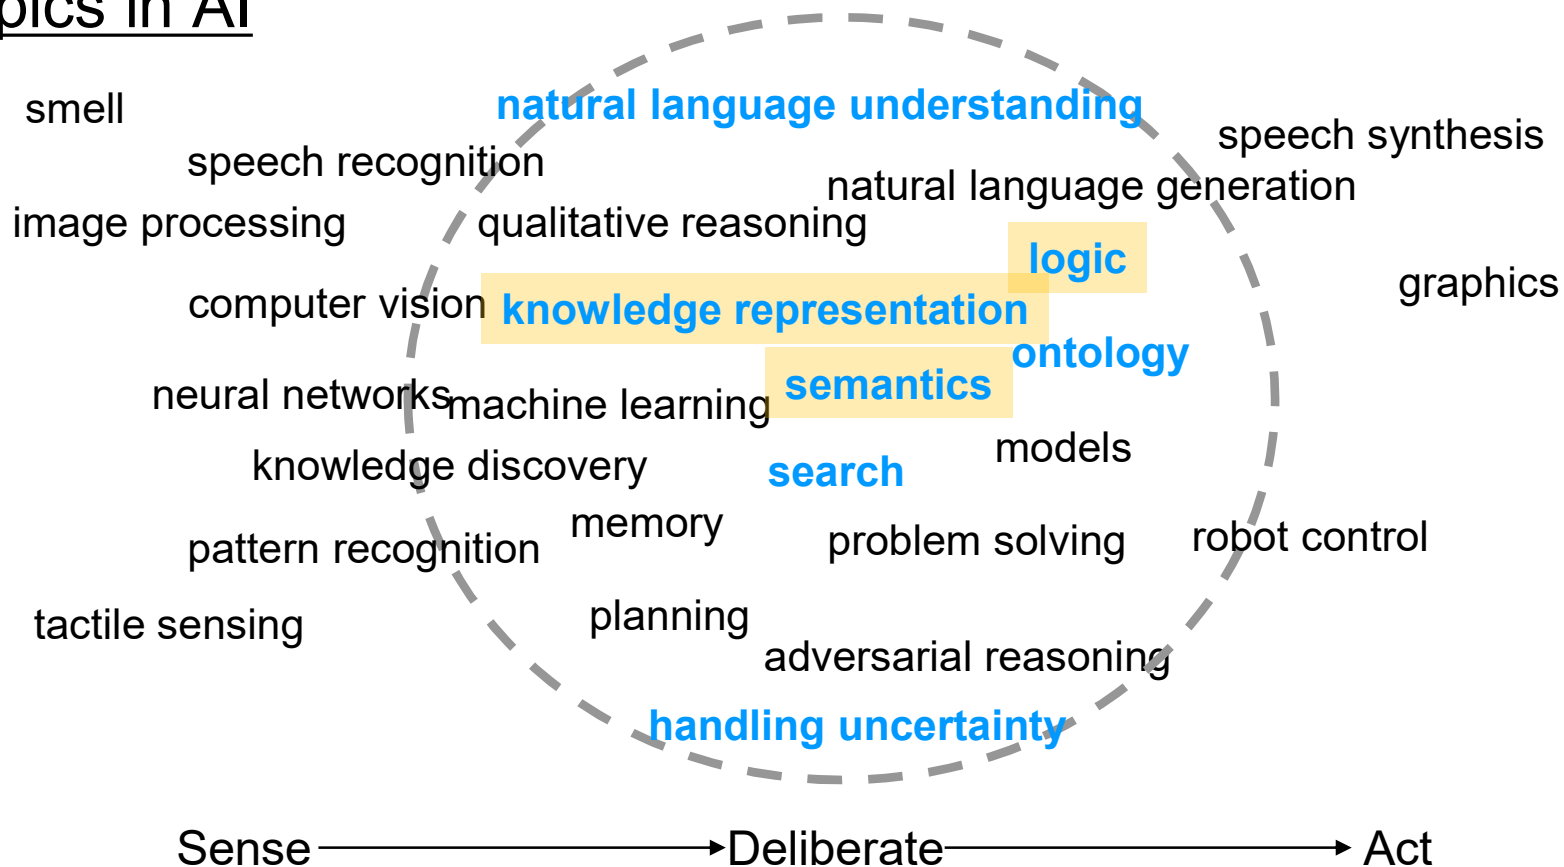 pics in AI
natural language understanding
smell
speech synthesis
speech recognition
natural language generation
image processing
qualitative reasoning
logic
graphics
computer vision
knowledge representation
ontology
semantics
neural networks
machine learning
models
knowledge discovery
search
memory
problem solving
robot control
pattern recognition
planning
tactile sensing
adversarial reasoning
handling uncertainty
Sense Deliberate Act